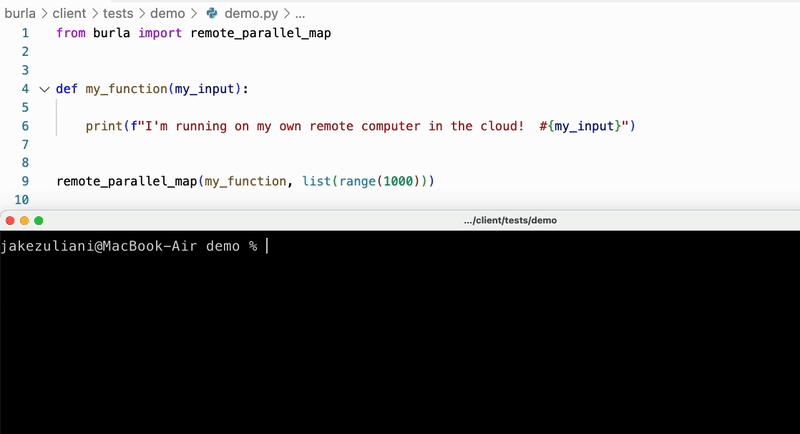 burla > client > tests > demo > demo.py > ...
1 from burla import remote_parallel_map
2
3
4 def my_function(my_input):
5
6 print(f"I'm running on my own remote computer in the cloud!  #{my_input}")
7
8
9 remote_parallel_map(my_function, list(range(1000)))
10
.../client/tests/demo
jakezuliani@MacBook-Air demo %